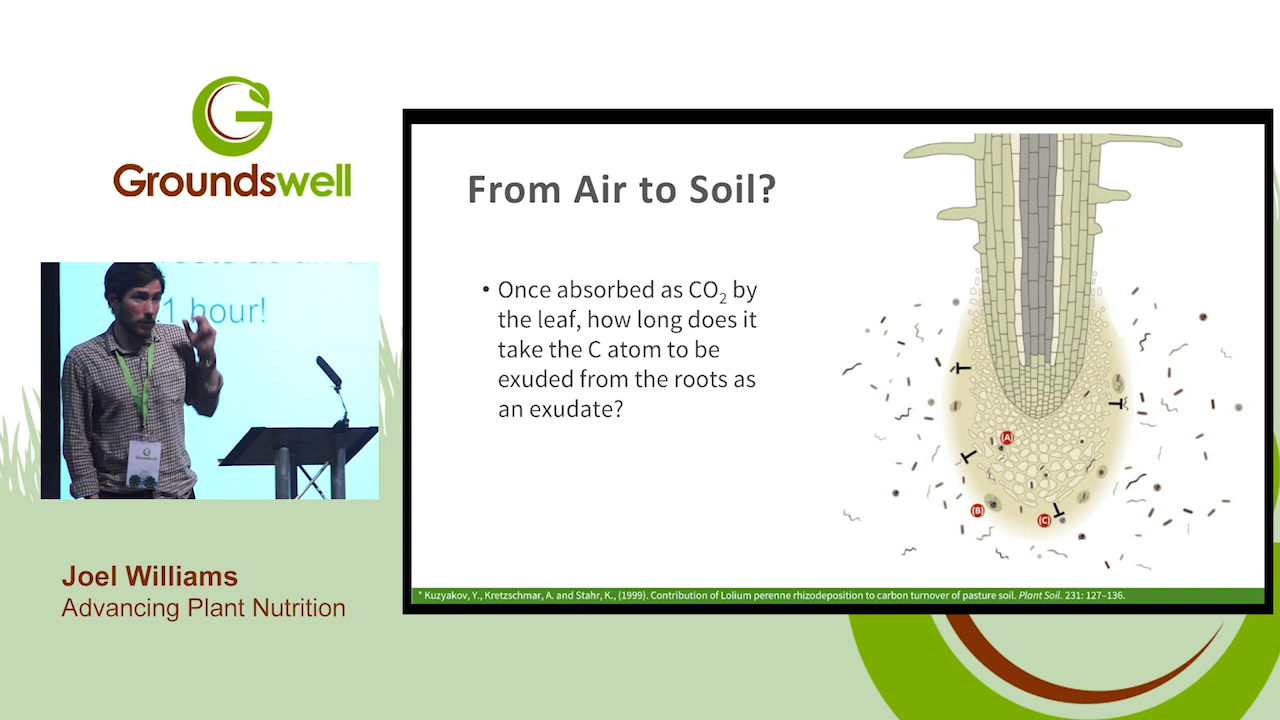 Groundswell
From Air to Soil?
• Once absorbed as CO₂ by
the leaf, how long does it
take the C atom to be
exuded from the roots as
an exudate?
(A)
(B)
(C)
* Kuzyakov, Y., Kretzschmar, A. and Stahr, K., (1999). Contribution of Lolium perenne rhizodeposition to carbon turnover of pasture soil. Plant Soil. 231: 127–136.
1 hour!
Groundswell
Joel Williams
Advancing Plant Nutrition